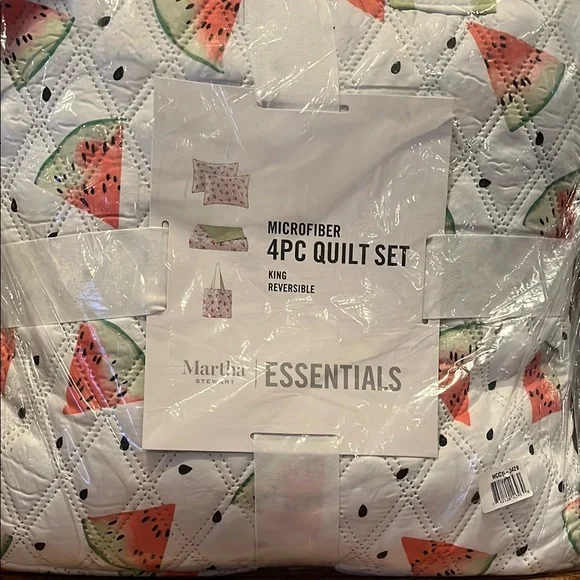 MICROFIBER
4PC QUILT SET
KING
REVERSIBLE
Martha
STEWART
ESSENTIALS